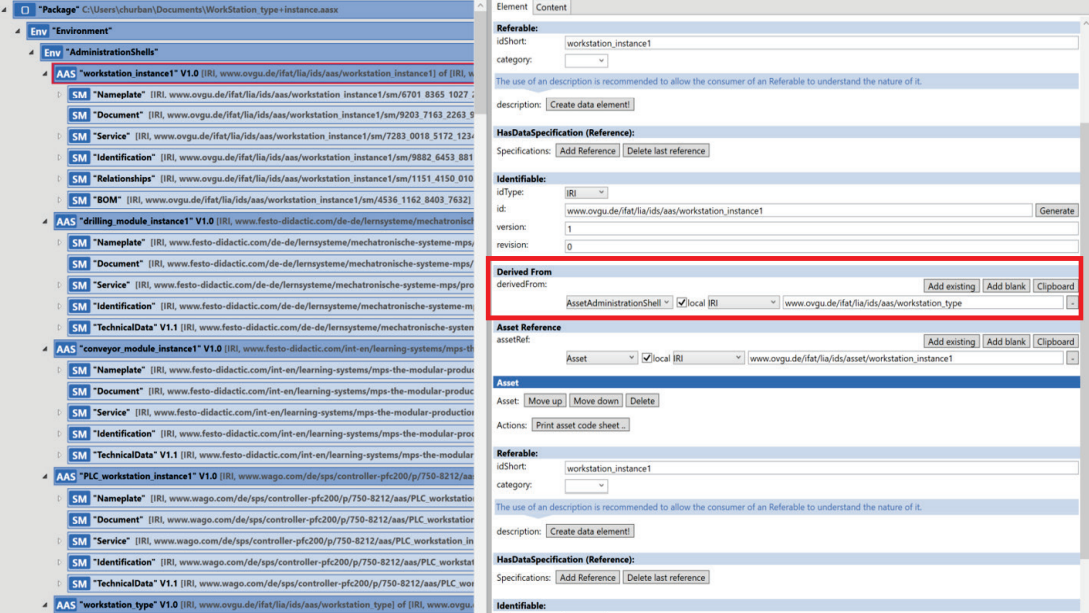 "Package" C:\Users\churban\Documents\WorkStation_type+instance.aasx
Env "Environment"
Env "AdministrationShells"
AAS "workstation_instance1" V1.0 [IRI, www.ovgu.de/ifat/lia/ids/aas/workstation_instance1] of [IRI, w
SM "Nameplate" [IRI, www.ovgu.de/ifat/lia/ids/aas/workstation_instance1/sm/6701_8365_1027_2
SM "Document" [IRI, www.ovgu.de/ifat/lia/ids/aas/workstation_instance1/sm/9203_7163_2263_9
SM "Service" [IRI, www.ovgu.de/ifat/lia/ids/aas/workstation_instance1/sm/7283_0018_5172_1234
SM "Identification" [IRI, www.ovgu.de/ifat/lia/ids/aas/workstation_instance1/sm/9882_6453_881
SM "Relationships" [IRI, www.ovgu.de/ifat/lia/ids/aas/workstation_instance1/sm/1151_4150_010
SM "BOM" [IRI, www.ovgu.de/ifat/lia/ids/aas/workstation_instance1/sm/4536_1162_8403_7632]
AAS "drilling_module_instance1" V1.0 [IRI, www.festo-didactic.com/de-de/lernsysteme/mechatronisch
SM "Nameplate" [IRI, www.festo-didactic.com/de-de/lernsysteme/mechatronische-systeme-mps/
SM "Document" [IRI, www.festo-didactic.com/de-de/lernsysteme/mechatronische-systeme-mps/
SM "Service" [IRI, www.festo-didactic.com/de-de/lernsysteme/mechatronische-systeme-mps/pro
SM "Identification" [IRI, www.festo-didactic.com/de-de/lernsysteme/mechatronische-systeme-m
SM "TechnicalData" V1.1 [IRI, www.festo-didactic.com/de-de/lernsysteme/mechatronische-system
AAS "conveyor_module_instance1" V1.0 [IRI, www.festo-didactic.com/int-en/learning-systems/mps-th
SM "Nameplate" [IRI, www.festo-didactic.com/int-en/learning-systems/mps-the-modular-produc
SM "Document" [IRI, www.festo-didactic.com/int-en/learning-systems/mps-the-modular-produc
SM "Service" [IRI, www.festo-didactic.com/int-en/learning-systems/mps-the-modular-production
SM "Identification" [IRI, www.festo-didactic.com/int-en/learning-systems/mps-the-modular-pro
SM "TechnicalData" V1.1 [IRI, www.festo-didactic.com/int-en/learning-systems/mps-the-modular
AAS "PLC_workstation_instance1" V1.0 [IRI, www.wago.com/de/sps/controller-pfc200/p/750-8212/aa
SM "Nameplate" [IRI, www.wago.com/de/sps/controller-pfc200/p/750-8212/aas/PLC_workstation
SM "Document" [IRI, www.wago.com/de/sps/controller-pfc200/p/750-8212/aas/PLC_workstation
SM "Service" [IRI, www.wago.com/de/sps/controller-pfc200/p/750-8212/aas/PLC_workstation_in
SM "Identification" [IRI, www.wago.com/de/sps/controller-pfc200/p/750-8212/aas/PLC_workstat
SM "TechnicalData" V1.1 [IRI, www.wago.com/de/sps/controller-pfc200/p/750-8212/aas/PLC_wor
AAS "workstation_type" V1.0 [IRI, www.ovgu.de/ifat/lia/ids/aas/workstation_type] of [IRI, www.ovgu.
Element Content
Referable:
idShort: workstation_instance1
category:
The use of an description is recommended to allow the consumer of an Referable to understand the nature of it.
description: Create data element!
HasDataSpecification (Reference):
Specifications: Add Reference Delete last reference
Identifiable:
idType: IRI
id: www.ovgu.de/ifat/lia/ids/aas/workstation_instance1 Generate
version: 1
revision: 0
Derived From
derivedFrom: Add existing Add blank Clipboard
AssetAdministrationShell local IRI www.ovgu.de/ifat/lia/ids/aas/workstation_type -
Asset Reference
assetRef: Add existing Add blank Clipboard
Asset local IRI www.ovgu.de/ifat/lia/ids/asset/workstation_instance1 -
Asset
Asset: Move up Move down Delete
Actions: Print asset code sheet ..
Referable:
idShort: workstation_instance1
category:
The use of an description is recommended to allow the consumer of an Referable to understand the nature of it.
description: Create data element!
HasDataSpecification (Reference):
Specifications: Add Reference Delete last reference
Identifiable: